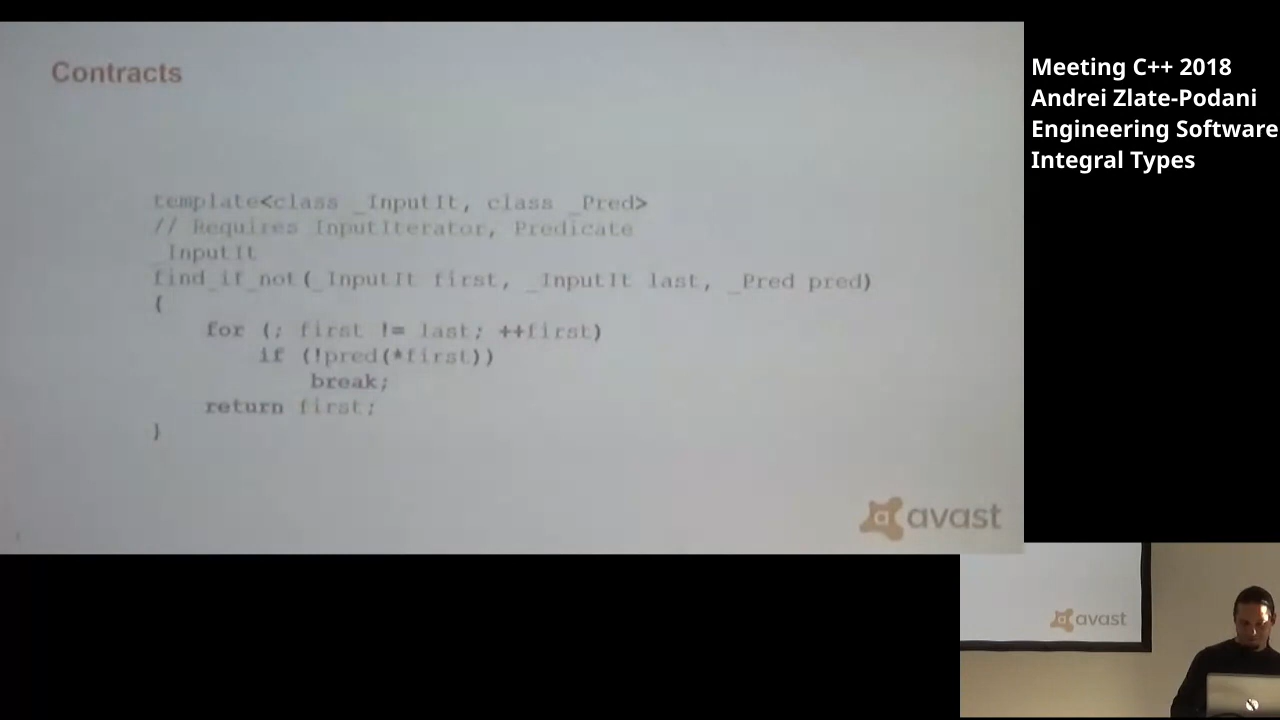 Contracts
template<class _InputIt, class _Pred>
// Requires InputIterator, Predicate
_InputIt
find_if_not(_InputIt first, _InputIt last, _Pred pred)
{
for (; first != last; ++first)
if (!pred(*first))
break;
return first;
}
avast
Meeting C++ 2018
Andrei Zlate-Podani
Engineering Software
Integral Types
avast